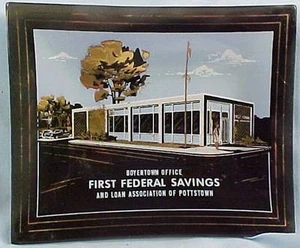 BOYERTOWN OFFICE
FIRST FEDERAL SAVINGS
AND LOAN ASSOCIATION OF POTTSTOWN